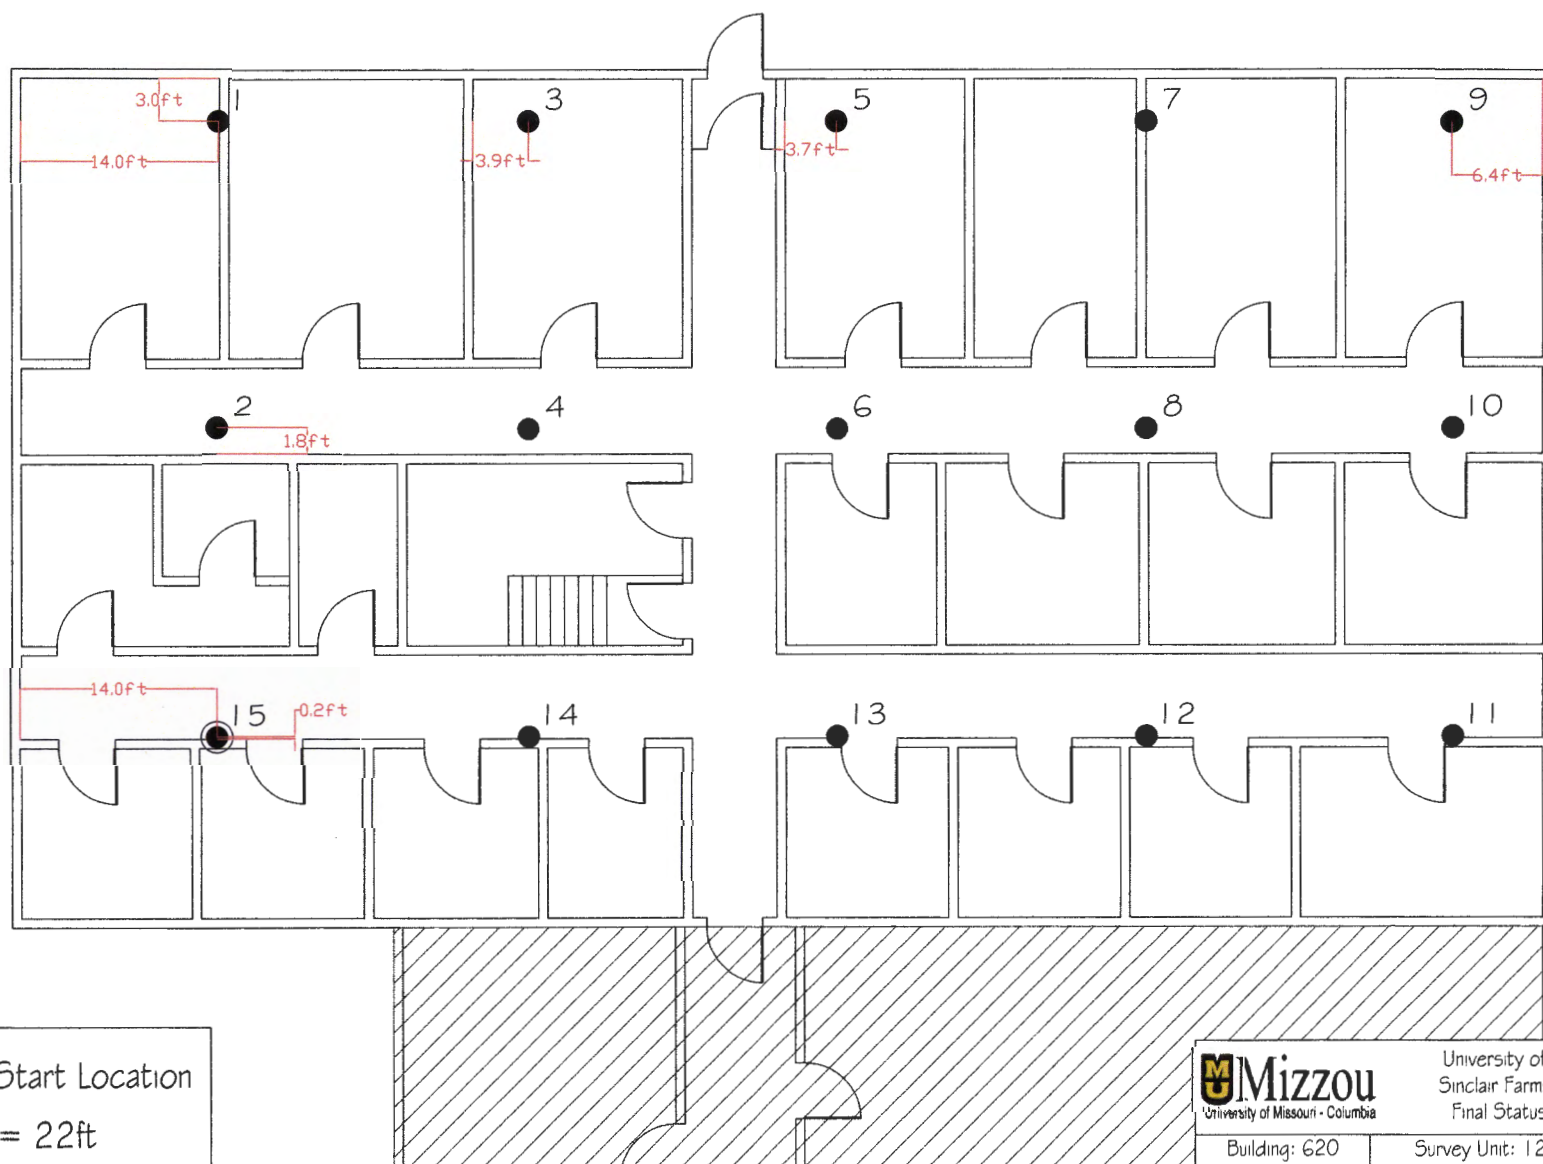 1
3
5
7
9
3.0ft
14.0ft
3.9ft
3.7ft
6.4ft
2
4
6
8
10
1.8ft
14.0ft
15
0.2ft
14
13
12
11
Start Location
= 22ft
MU Mizzou
University of Missouri - Columbia
University of
Sinclair Farm
Final Status
Building: 620
Survey Unit: 12